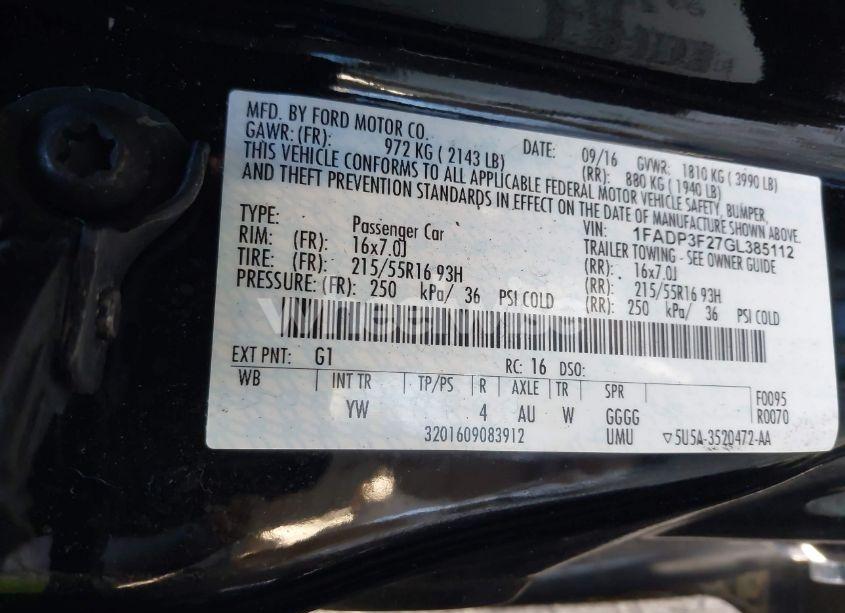 MFD. BY FORD MOTOR CO.
DATE: 09/16 GVWR: 1810 KG ( 3990 LB)
GAWR: (FR): 972 KG ( 2143 LB) (RR): 880 KG ( 1940 LB)
THIS VEHICLE CONFORMS TO ALL APPLICABLE FEDERAL MOTOR VEHICLE SAFETY, BUMPER,
AND THEFT PREVENTION STANDARDS IN EFFECT ON THE DATE OF MANUFACTURE SHOWN ABOVE.
VIN: 1FADP3F27GL385112
TYPE: Passenger Car TRAILER TOWING - SEE OWNER GUIDE
RIM: (FR): 16x7.0J (RR): 16x7.0J
TIRE: (FR): 215/55R16 93H (RR): 215/55R16 93H
PRESSURE: (FR): 250 kPa/ 36 PSI COLD (RR): 250 kPa/ 36 PSI COLD
WheelWise
EXT PNT: G1 RC: 16 DSO:
WB INT TR TP/PS R AXLE TR SPR F0095
YW 4 AU W GGGG R0070
3201609083912 UMU ▽5U5A-3520472-AA